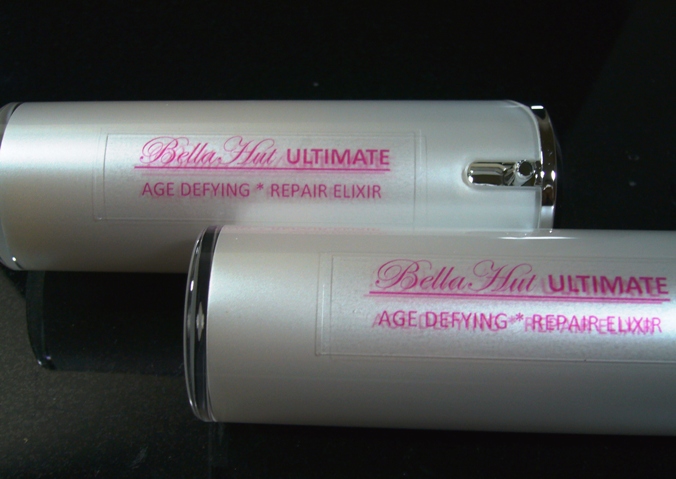 Bella Hut ULTIMATE
AGE DEFYING * REPAIR ELIXIR
Bella Hut ULTIMATE
AGE DEFYING * REPAIR ELIXIR